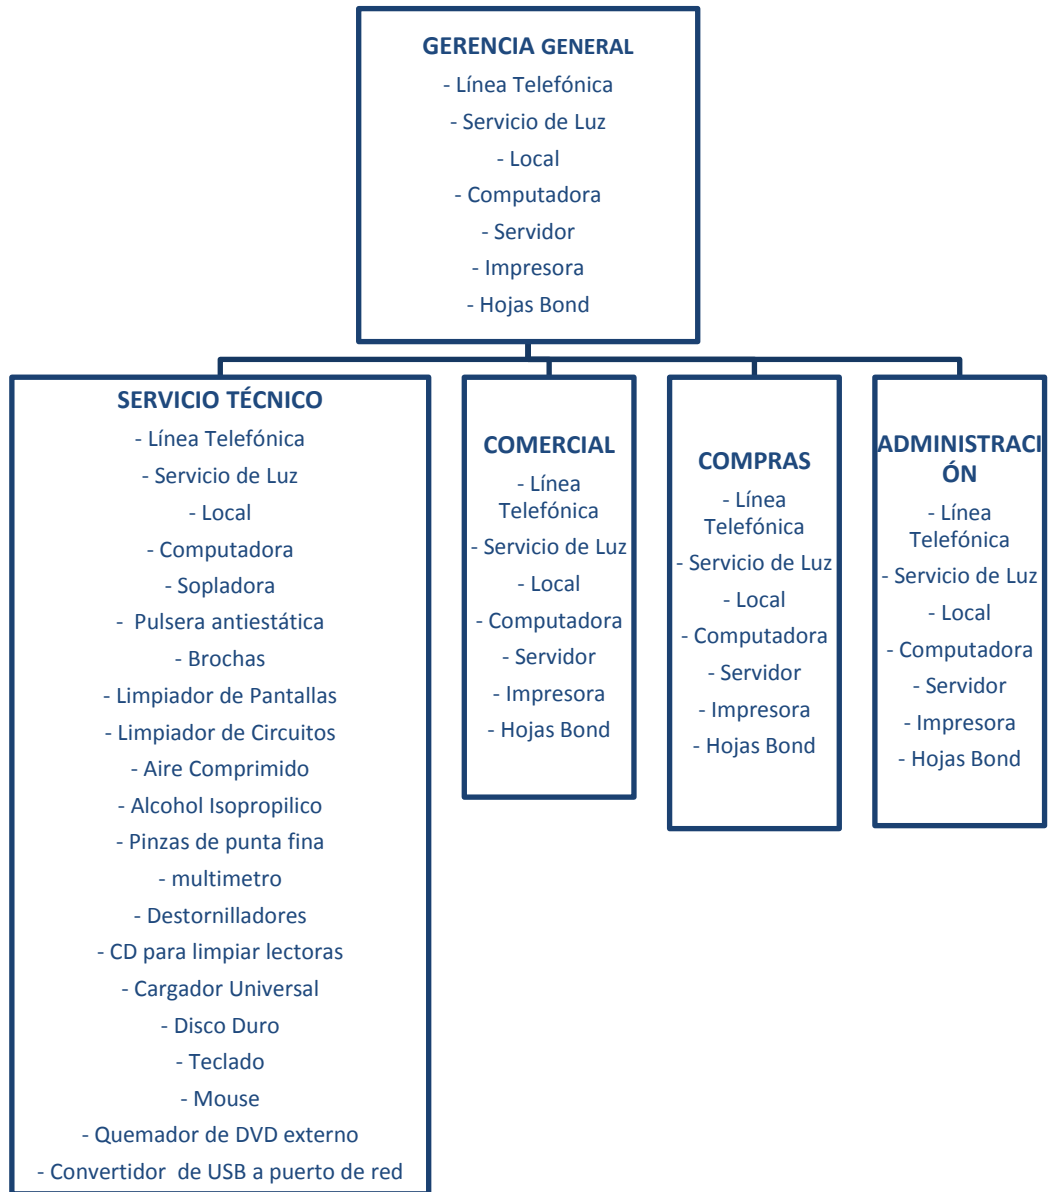 GERENCIA GENERAL
- Línea Telefónica
- Servicio de Luz
- Local
- Computadora
- Servidor
- Impresora
- Hojas Bond
SERVICIO TÉCNICO
- Línea Telefónica
- Servicio de Luz
- Local
- Computadora
- Sopladora
- Pulsera antiestática
- Brochas
- Limpiador de Pantallas
- Limpiador de Circuitos
- Aire Comprimido
- Alcohol Isopropilico
- Pinzas de punta fina
- multimetro
- Destornilladores
- CD para limpiar lectoras
- Cargador Universal
- Disco Duro
- Teclado
- Mouse
- Quemador de DVD externo
- Convertidor de USB a puerto de red
COMERCIAL
- Línea
Telefónica
- Servicio de Luz
- Local
- Computadora
- Servidor
- Impresora
- Hojas Bond
COMPRAS
- Línea
Telefónica
- Servicio de Luz
- Local
- Computadora
- Servidor
- Impresora
- Hojas Bond
ADMINISTRACI
ÓN
- Línea
Telefónica
- Servicio de Luz
- Local
- Computadora
- Servidor
- Impresora
- Hojas Bond